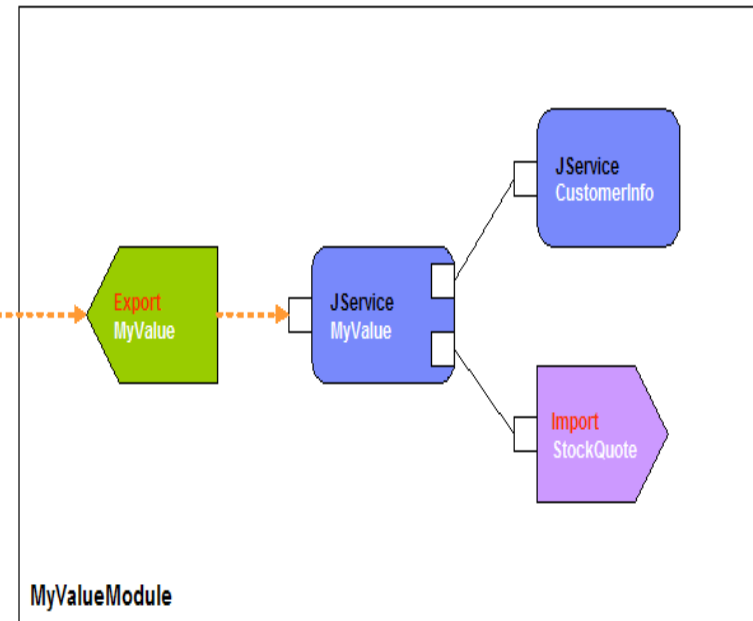 JService
CustomerInfo
Export
MyValue
JService
MyValue
Import
StockQuote
MyValueModule